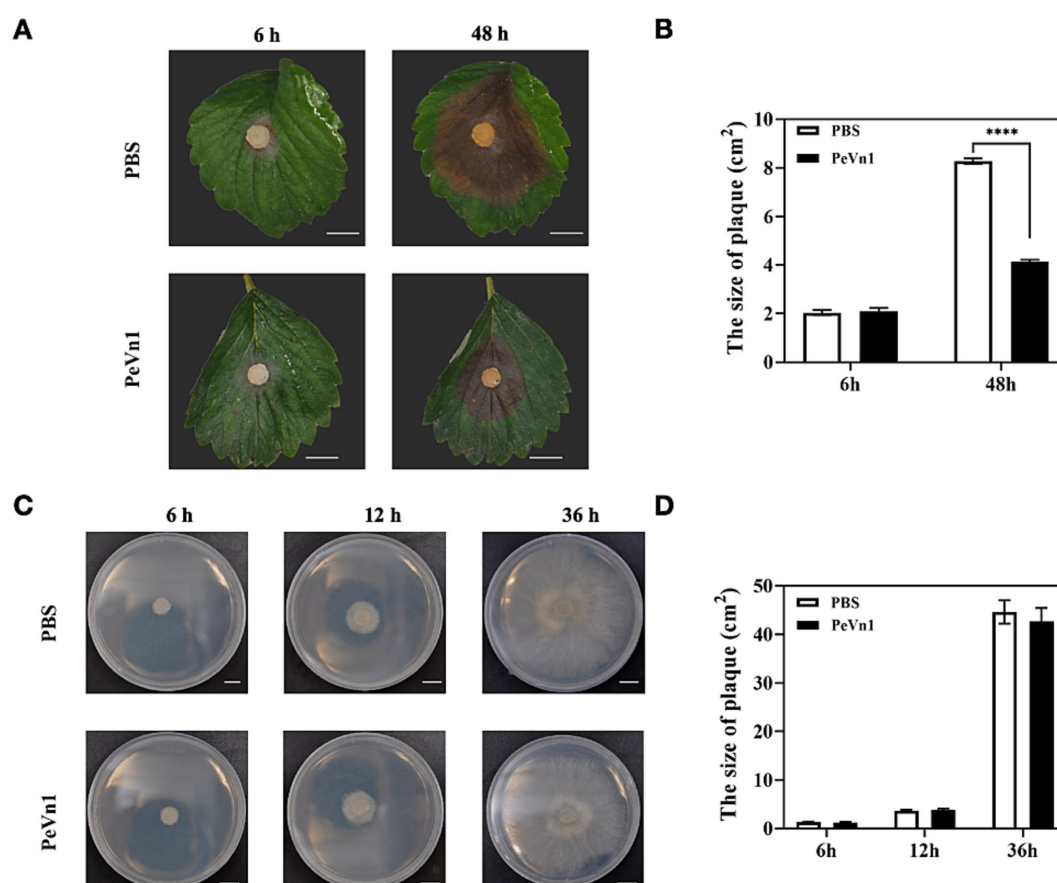 A
6 h 48 h
PBS
PeVn1
B
The size of plaque (cm²)
10
8
6
4
2
0
PBS
PeVn1
****
6h 48h
C
6 h 12 h 36 h
PBS
PeVn1
D
The size of plaque (cm²)
50
40
30
20
10
0
PBS
PeVn1
6h 12h 36h